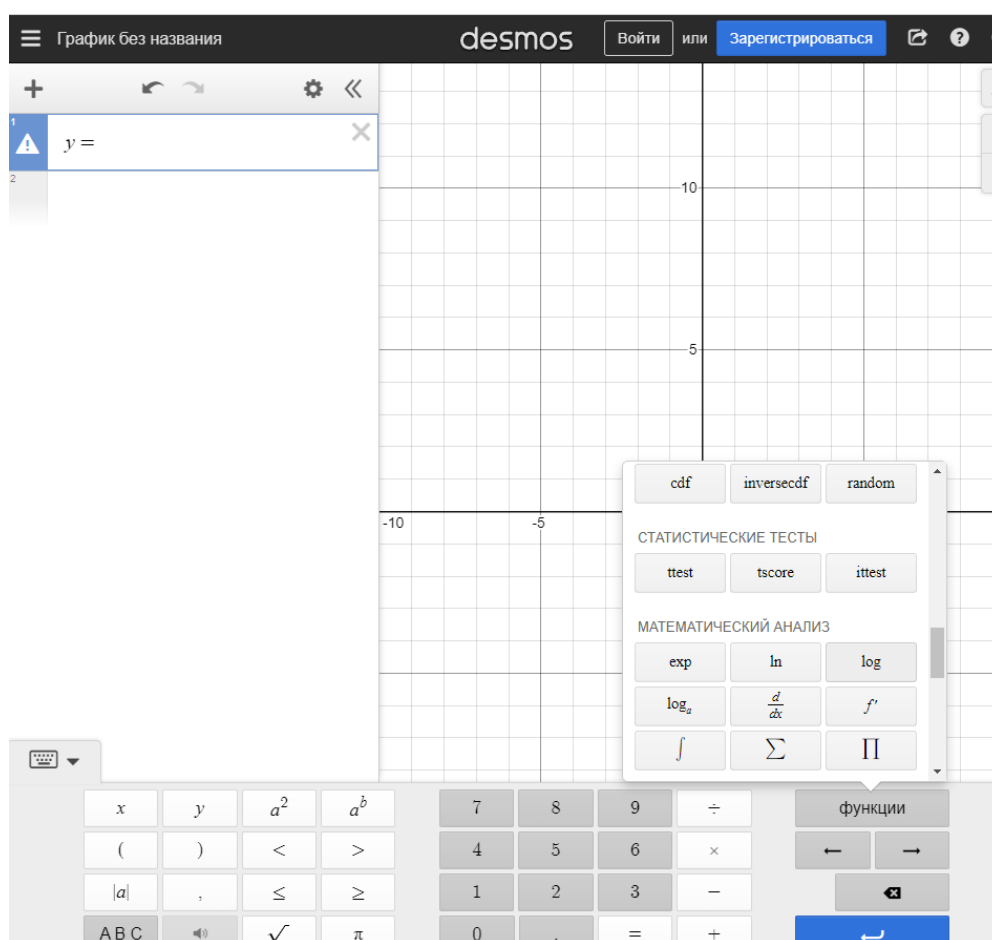 График без названия desmos Войти или Зарегистрироваться
1
y =
2
10
5
-10 -5
cdf inversecdf random
СТАТИСТИЧЕСКИЕ ТЕСТЫ
ttest tscore ittest
МАТЕМАТИЧЕСКИЙ АНАЛИЗ
exp ln log
logₐ d/dx f′
∫ ∑ ∏
x y a² aᵇ 7 8 9 ÷ функции
( ) < > 4 5 6 × ← →
|a| , ≤ ≥ 1 2 3 −
A B C √ π 0 . = +